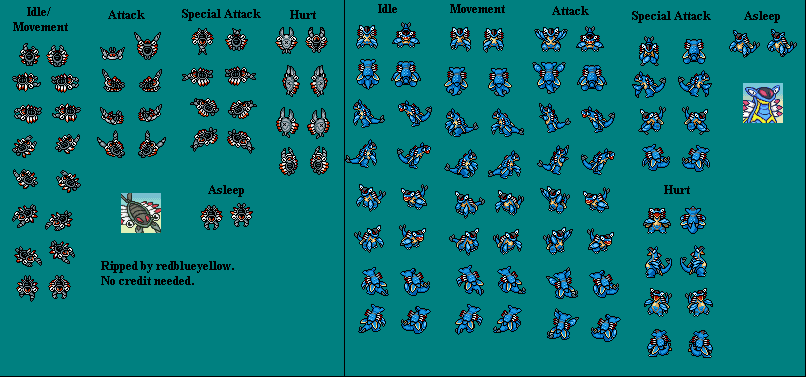 Idle/
Movement
Attack
Special Attack
Hurt
Asleep
Ripped by redblueyellow.
No credit needed.
Idle
Movement
Attack
Special Attack
Asleep
Hurt